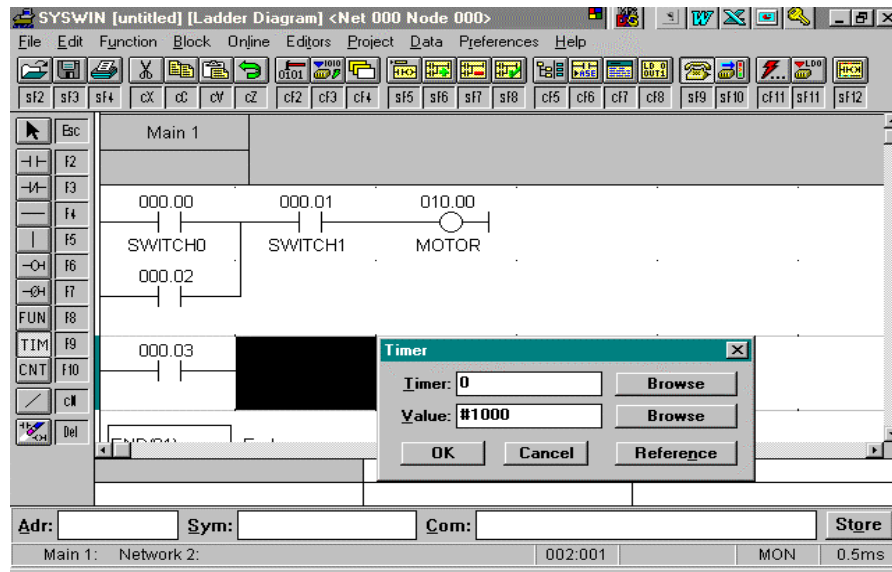 SYSWIN [untitled] [Ladder Diagram] <Net 000 Node 000>
File Edit Function Block Online Editors Project Data Preferences Help
sf2 sf3 sf4 cX cC cV cZ cf2 cf3 cf4 sf5 sf6 sf7 sf8 cf5 cf6 cf7 cf8 sf9 sf10 cf11 sf11 sf12
Esc
Main 1
F2
F3
000.00 000.01 010.00
F4
F5
SWITCH0 SWITCH1 MOTOR
F6
000.02
F7
FUN F8
TIM F9
000.03
CNT F10
Del
Timer
Timer: 0 Browse
Value: #1000 Browse
OK Cancel Reference
Adr: Sym: Com: Store
Main 1: Network 2: 002:001 MON 0.5ms